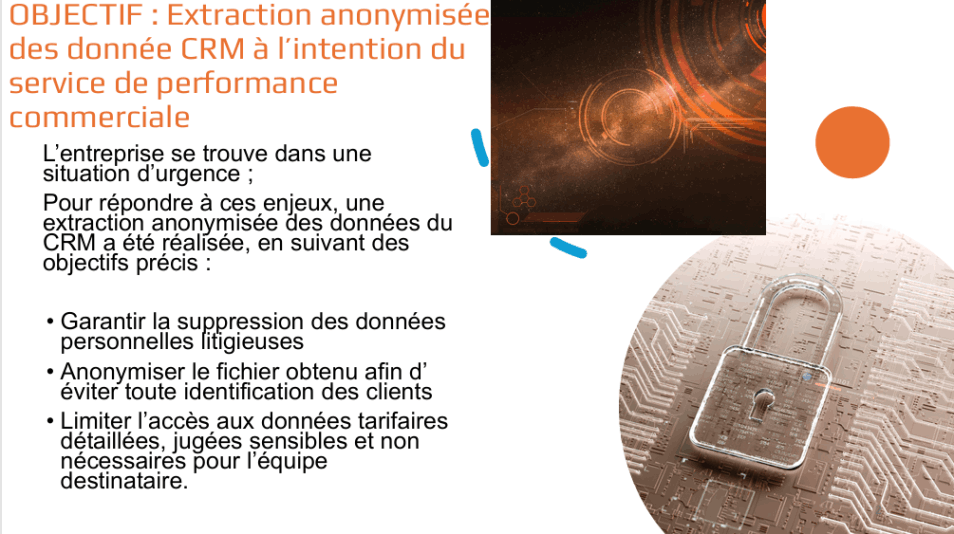 OBJECTIF : Extraction anonymisée
des donnée CRM à l’intention du
service de performance
commerciale
L’entreprise se trouve dans une
situation d’urgence ;
Pour répondre à ces enjeux, une
extraction anonymisée des données du
CRM a été réalisée, en suivant des
objectifs précis :
• Garantir la suppression des données
personnelles litigieuses
• Anonymiser le fichier obtenu afin d’
éviter toute identification des clients
• Limiter l’accès aux données tarifaires
détaillées, jugées sensibles et non
nécessaires pour l’équipe
destinataire.